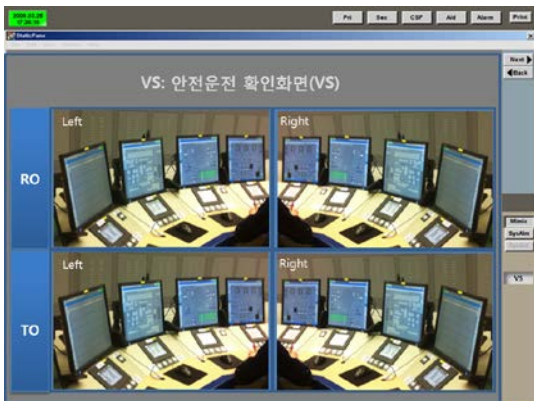 Pri Sec CSF Aid Alarm Print
StaticPane
Next
Back
VS: 안전운전 확인화면(VS)
Left Right
RO
Left Right
TO
Mimic
SysAlm
VS